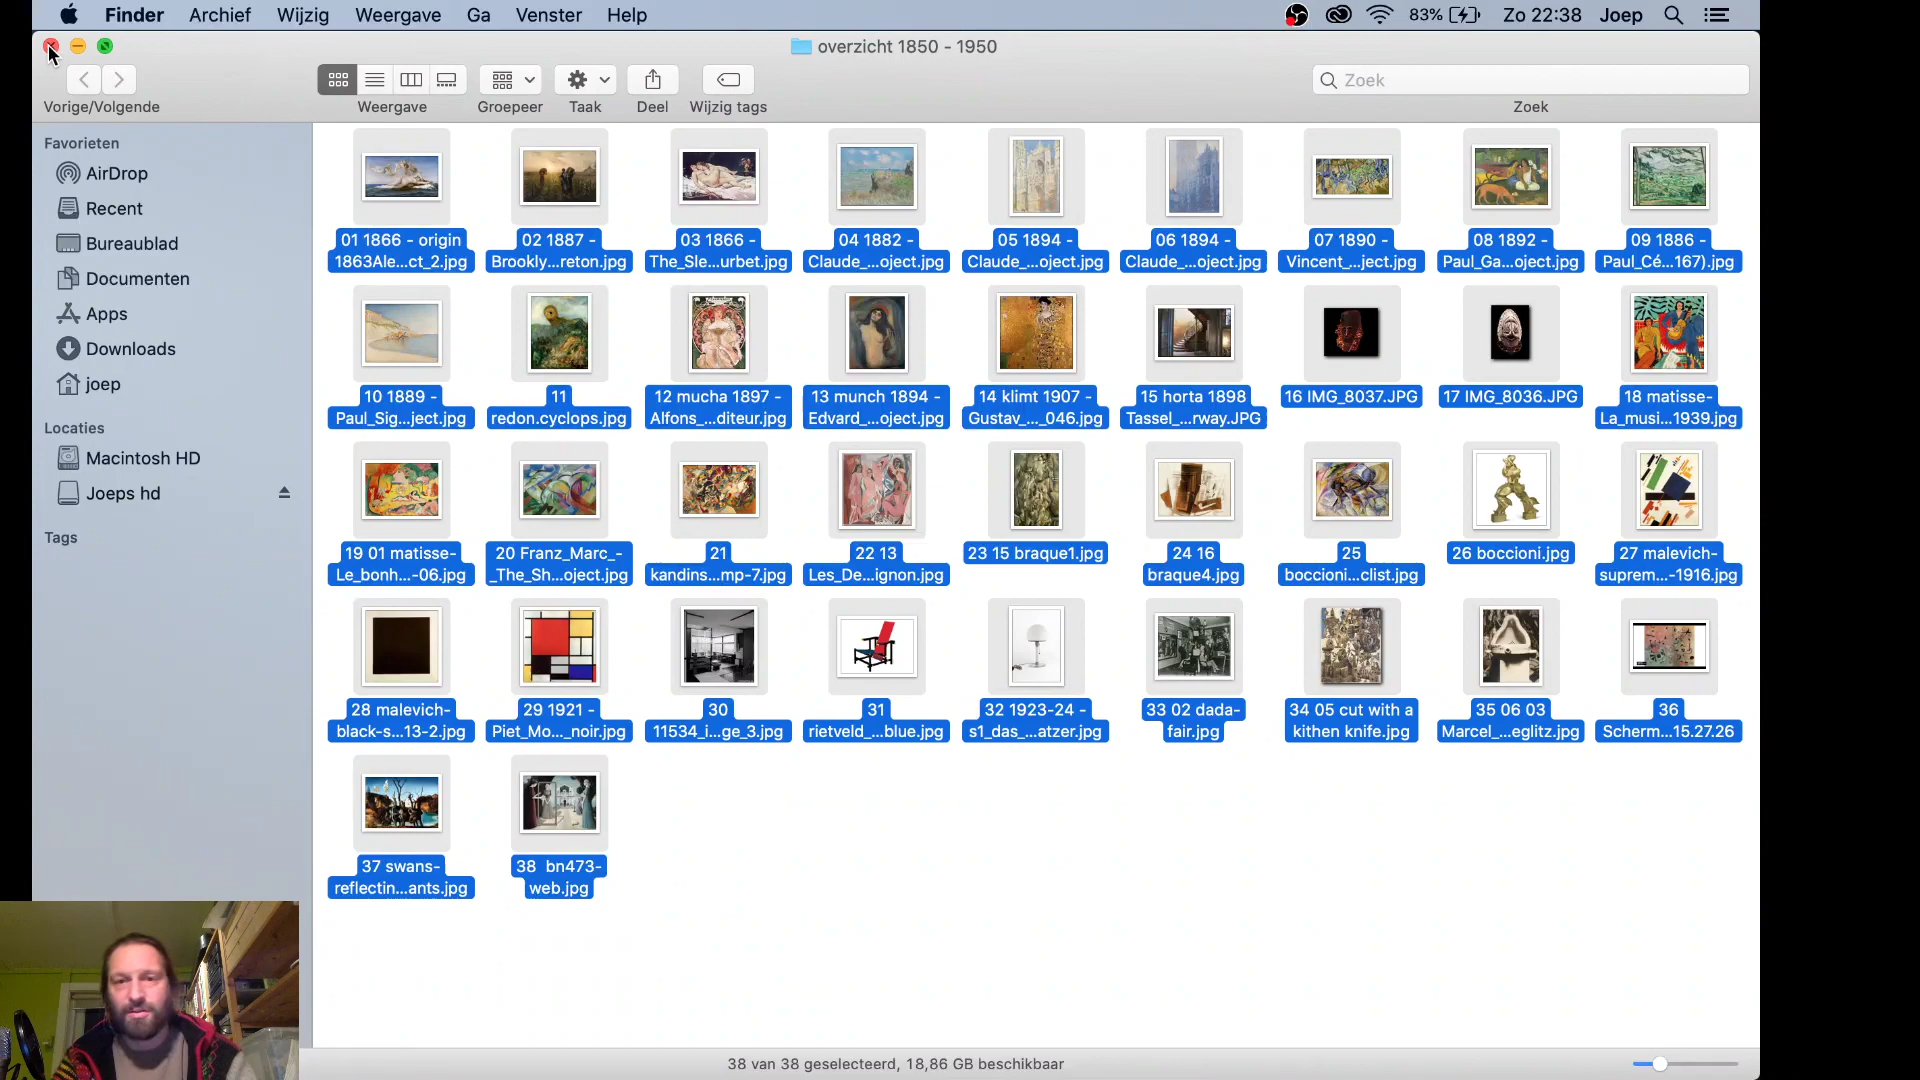 Finder Archief Wijzig Weergave Ga Venster Help 83% Zo 22:38 Joep
overzicht 1850 - 1950
Zoek
Vorige/Volgende Weergave Groepeer Taak Deel Wijzig tags Zoek
Favorieten
AirDrop
Recent
Bureaublad
Documenten
Apps
Downloads
joep
Locaties
Macintosh HD
Joeps hd
Tags
01 1866 - origin
1863Ale...ct_2.jpg
02 1887 -
Brookly...reton.jpg
03 1866 -
The_Sle...urbet.jpg
04 1882 -
Claude_...oject.jpg
05 1894 -
Claude_...oject.jpg
06 1894 -
Claude_...oject.jpg
07 1890 -
Vincent_...ject.jpg
08 1892 -
Paul_Ga...oject.jpg
09 1886 -
Paul_Cé...167).jpg
10 1889 -
Paul_Sig...ject.jpg
11
redon.cyclops.jpg
12 mucha 1897 -
Alfons_...diteur.jpg
13 munch 1894 -
Edvard_...oject.jpg
14 klimt 1907 -
Gustav_..._046.jpg
15 horta 1898
Tassel_...rway.JPG
16 IMG_8037.JPG
17 IMG_8036.JPG
18 matisse-
La_musi...1939.jpg
19 01 matisse-
Le_bonh...-06.jpg
20 Franz_Marc_-
_The_Sh...oject.jpg
21
kandins...mp-7.jpg
22 13
Les_De...ignon.jpg
23 15 braque1.jpg
24 16
braque4.jpg
25
boccioni...clist.jpg
26 boccioni.jpg
27 malevich-
suprem...-1916.jpg
28 malevich-
black-s...13-2.jpg
29 1921 -
Piet_Mo..._noir.jpg
30
11534_i...ge_3.jpg
31
rietveld_...blue.jpg
32 1923-24 -
s1_das_...atzer.jpg
33 02 dada-
fair.jpg
34 05 cut with a
kithen knife.jpg
35 06 03
Marcel_...eglitz.jpg
36
Scherm...15.27.26
37 swans-
reflectin...ants.jpg
38 bn473-
web.jpg
38 van 38 geselecteerd, 18,86 GB beschikbaar